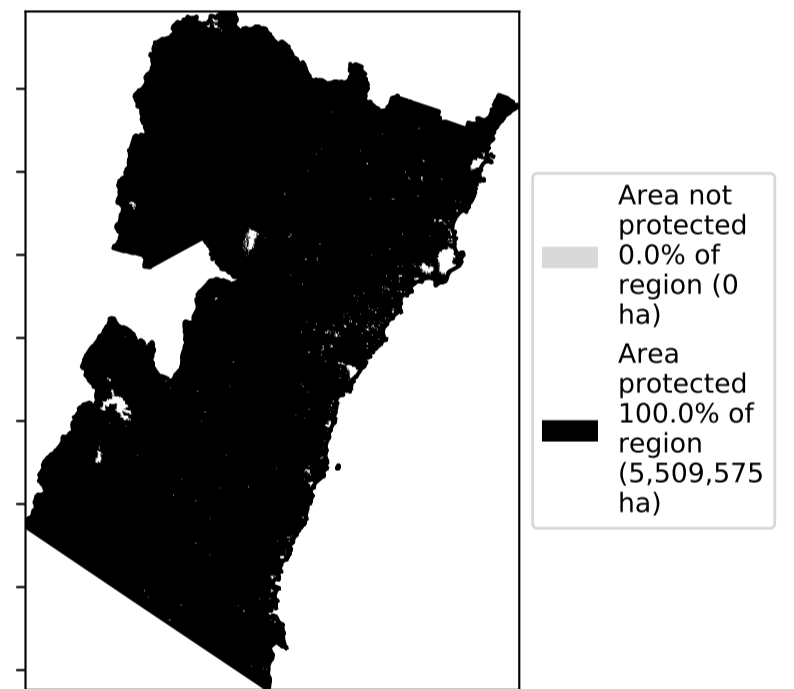 Area not
protected
0.0% of
region (0
ha)
Area
protected
100.0% of
region
(5,509,575
ha)